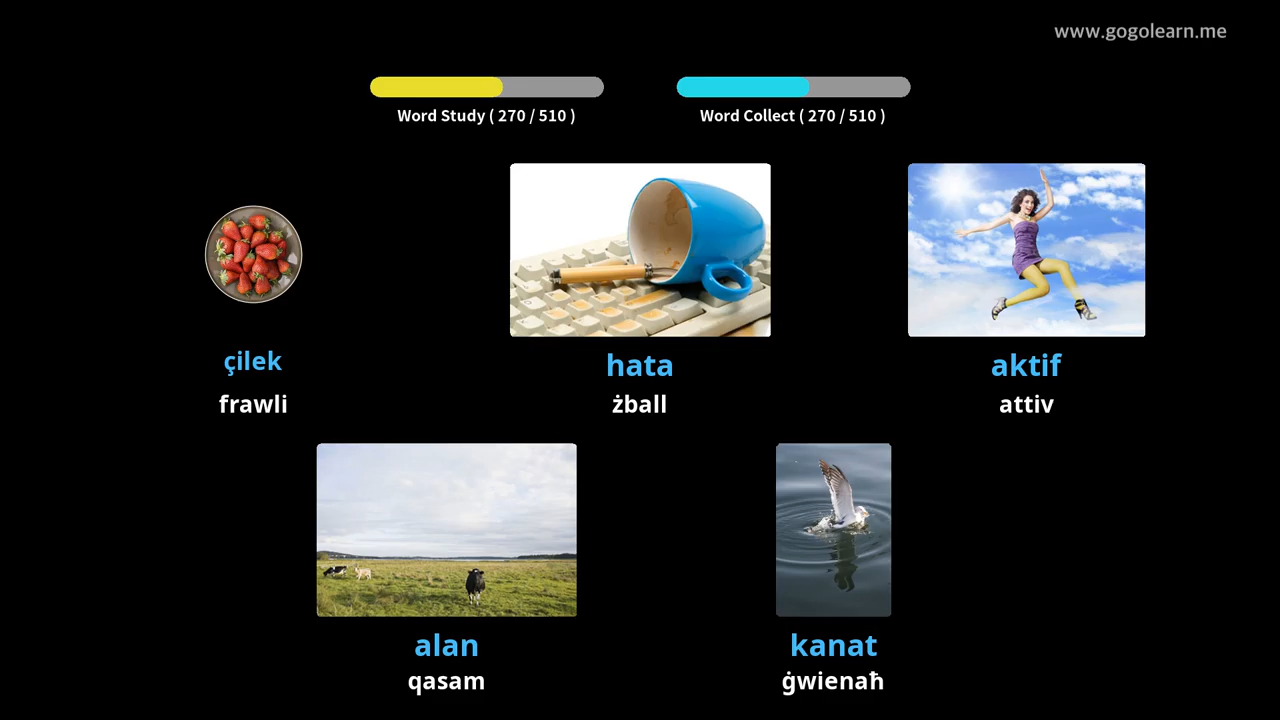 www.gogolearn.me
Word Study ( 270 / 510 )
Word Collect ( 270 / 510 )
çilek
frawli
hata
żball
aktif
attiv
alan
qasam
kanat
ġwienaħ